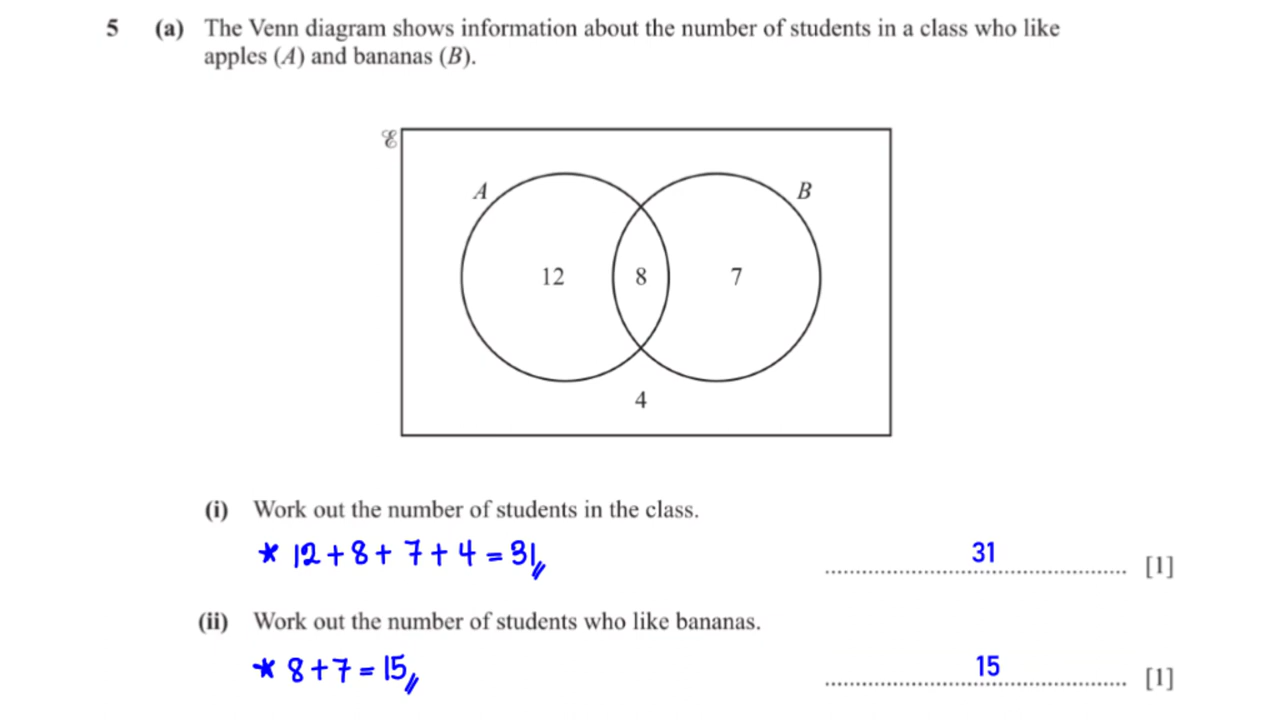 5 (a) The Venn diagram shows information about the number of students in a class who like
apples (A) and bananas (B).
ℰ
A
B
12
8
7
4
(i) Work out the number of students in the class.
* 12 + 8 + 7 + 4 = 31,,
31 [1]
(ii) Work out the number of students who like bananas.
* 8 + 7 = 15,,
15 [1]